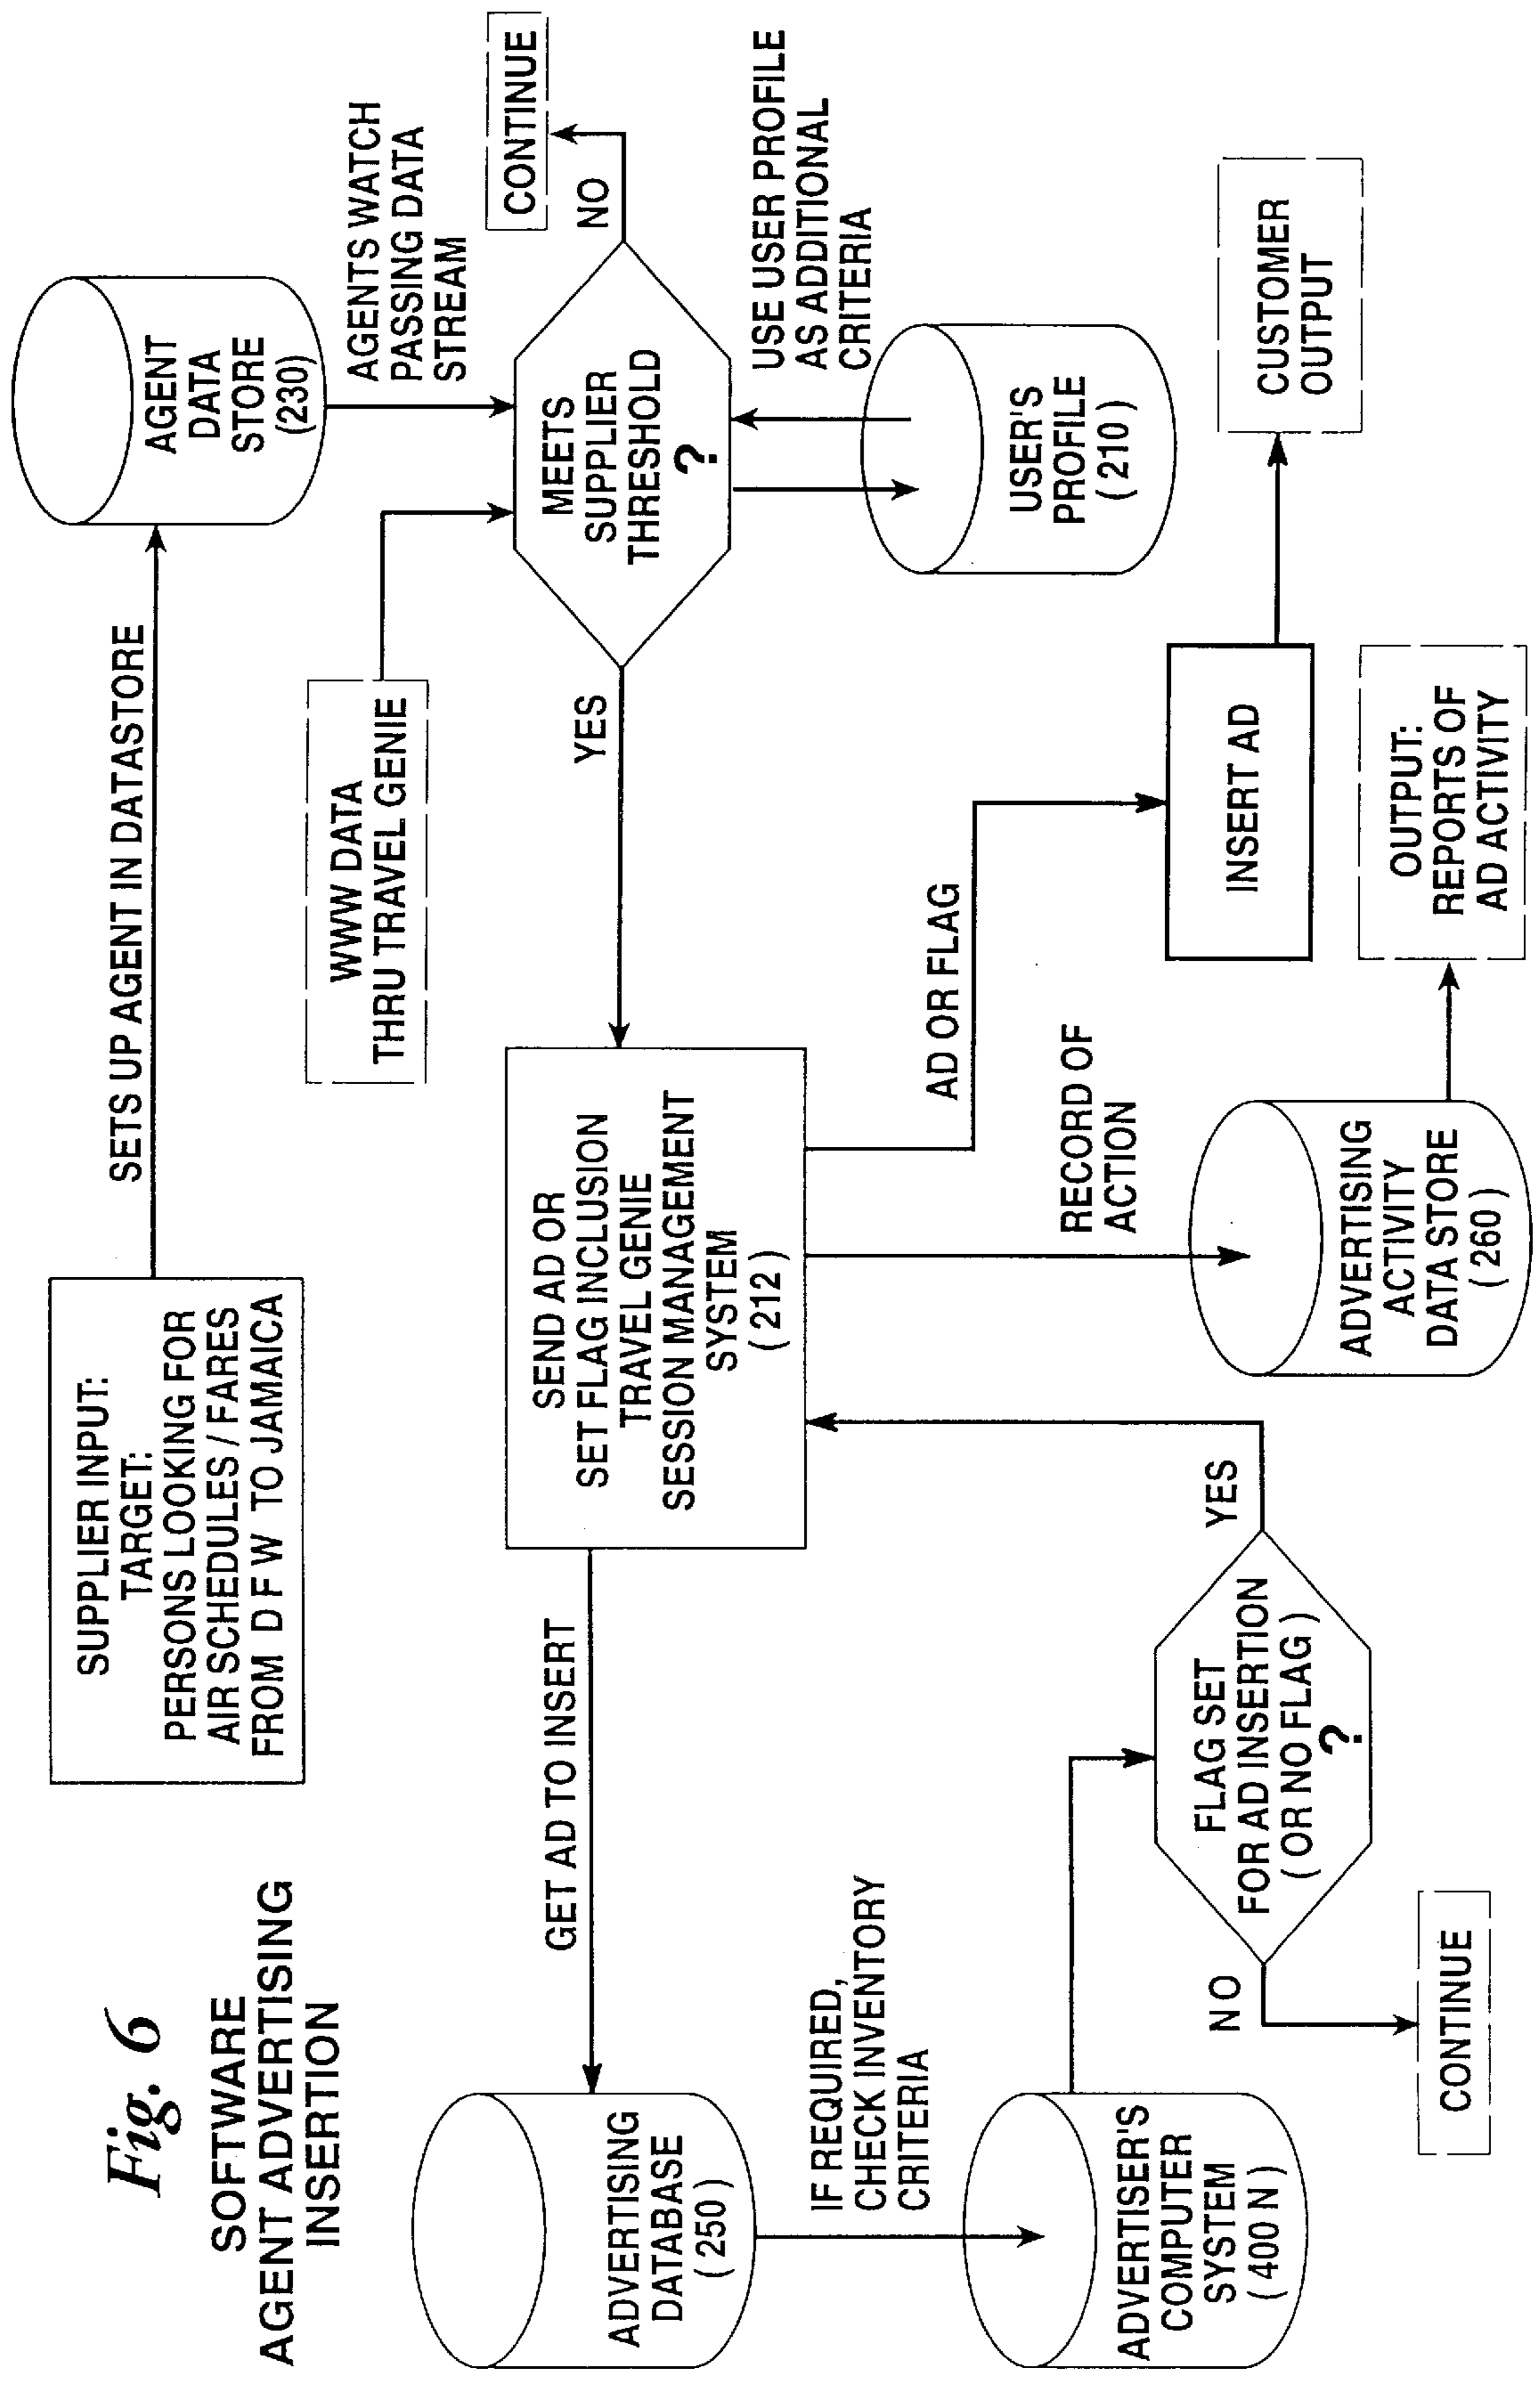 Fig. 6
SOFTWARE
AGENT ADVERTISING
INSERTION
SUPPLIER INPUT:
TARGET:
PERSONS LOOKING FOR
AIR SCHEDULES / FARES
FROM D F W TO JAMAICA
SETS UP AGENT IN DATASTORE
AGENT
DATA
STORE
(230)
WWW DATA
THRU TRAVEL GENIE
AGENTS WATCH
PASSING DATA
STREAM
CONTINUE
NO
MEETS
SUPPLIER
THRESHOLD
?
YES
USE USER PROFILE
AS ADDITIONAL
CRITERIA
USER'S
PROFILE
( 210 )
SEND AD OR
SET FLAG INCLUSION
TRAVEL GENIE
SESSION MANAGEMENT
SYSTEM
( 212 )
GET AD TO INSERT
ADVERTISING
DATABASE
( 250 )
IF REQUIRED,
CHECK INVENTORY
CRITERIA
ADVERTISER'S
COMPUTER
SYSTEM
( 400 N )
FLAG SET
FOR AD INSERTION
( OR NO FLAG )
?
NO
CONTINUE
YES
RECORD OF
ACTION
ADVERTISING
ACTIVITY
DATA STORE
( 260 )
AD OR FLAG
INSERT AD
CUSTOMER
OUTPUT
OUTPUT:
REPORTS OF
AD ACTIVITY